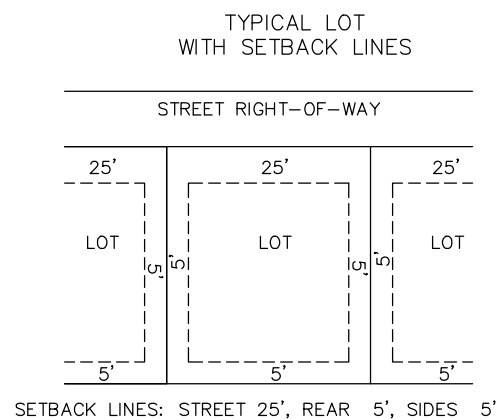 TYPICAL LOT
WITH SETBACK LINES
STREET RIGHT-OF-WAY
25' 25' 25'
LOT LOT LOT
5' 5' 5' 5'
5' 5' 5'
SETBACK LINES: STREET 25', REAR 5', SIDES 5'